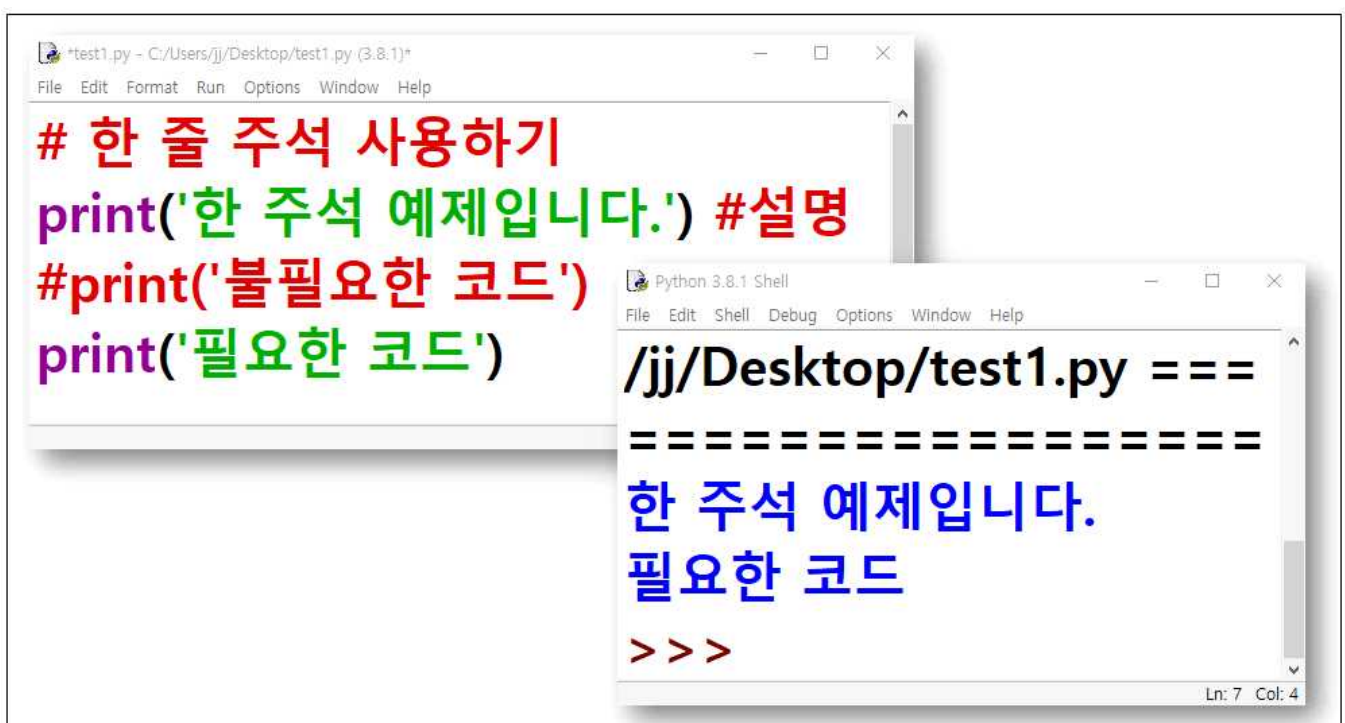 *test1.py - C:/Users/jj/Desktop/test1.py (3.8.1)*
File Edit Format Run Options Window Help
# 한 줄 주석 사용하기
print('한 주석 예제입니다.') #설명
#print('불필요한 코드')
print('필요한 코드')
Python 3.8.1 Shell
File Edit Shell Debug Options Window Help
/jj/Desktop/test1.py ===
=================
한 주석 예제입니다.
필요한 코드
>>>
Ln: 7 Col: 4